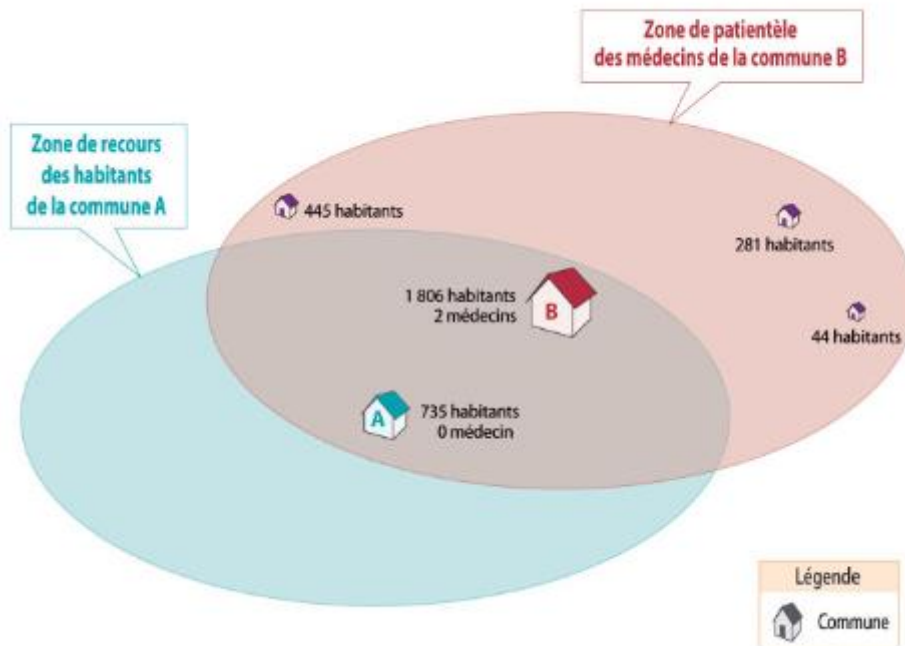 Zone de patientèle
des médecins de la commune B
Zone de recours
des habitants
de la commune A
445 habitants
281 habitants
1 806 habitants
2 médecins
B
44 habitants
A
735 habitants
0 médecin
Légende
Commune